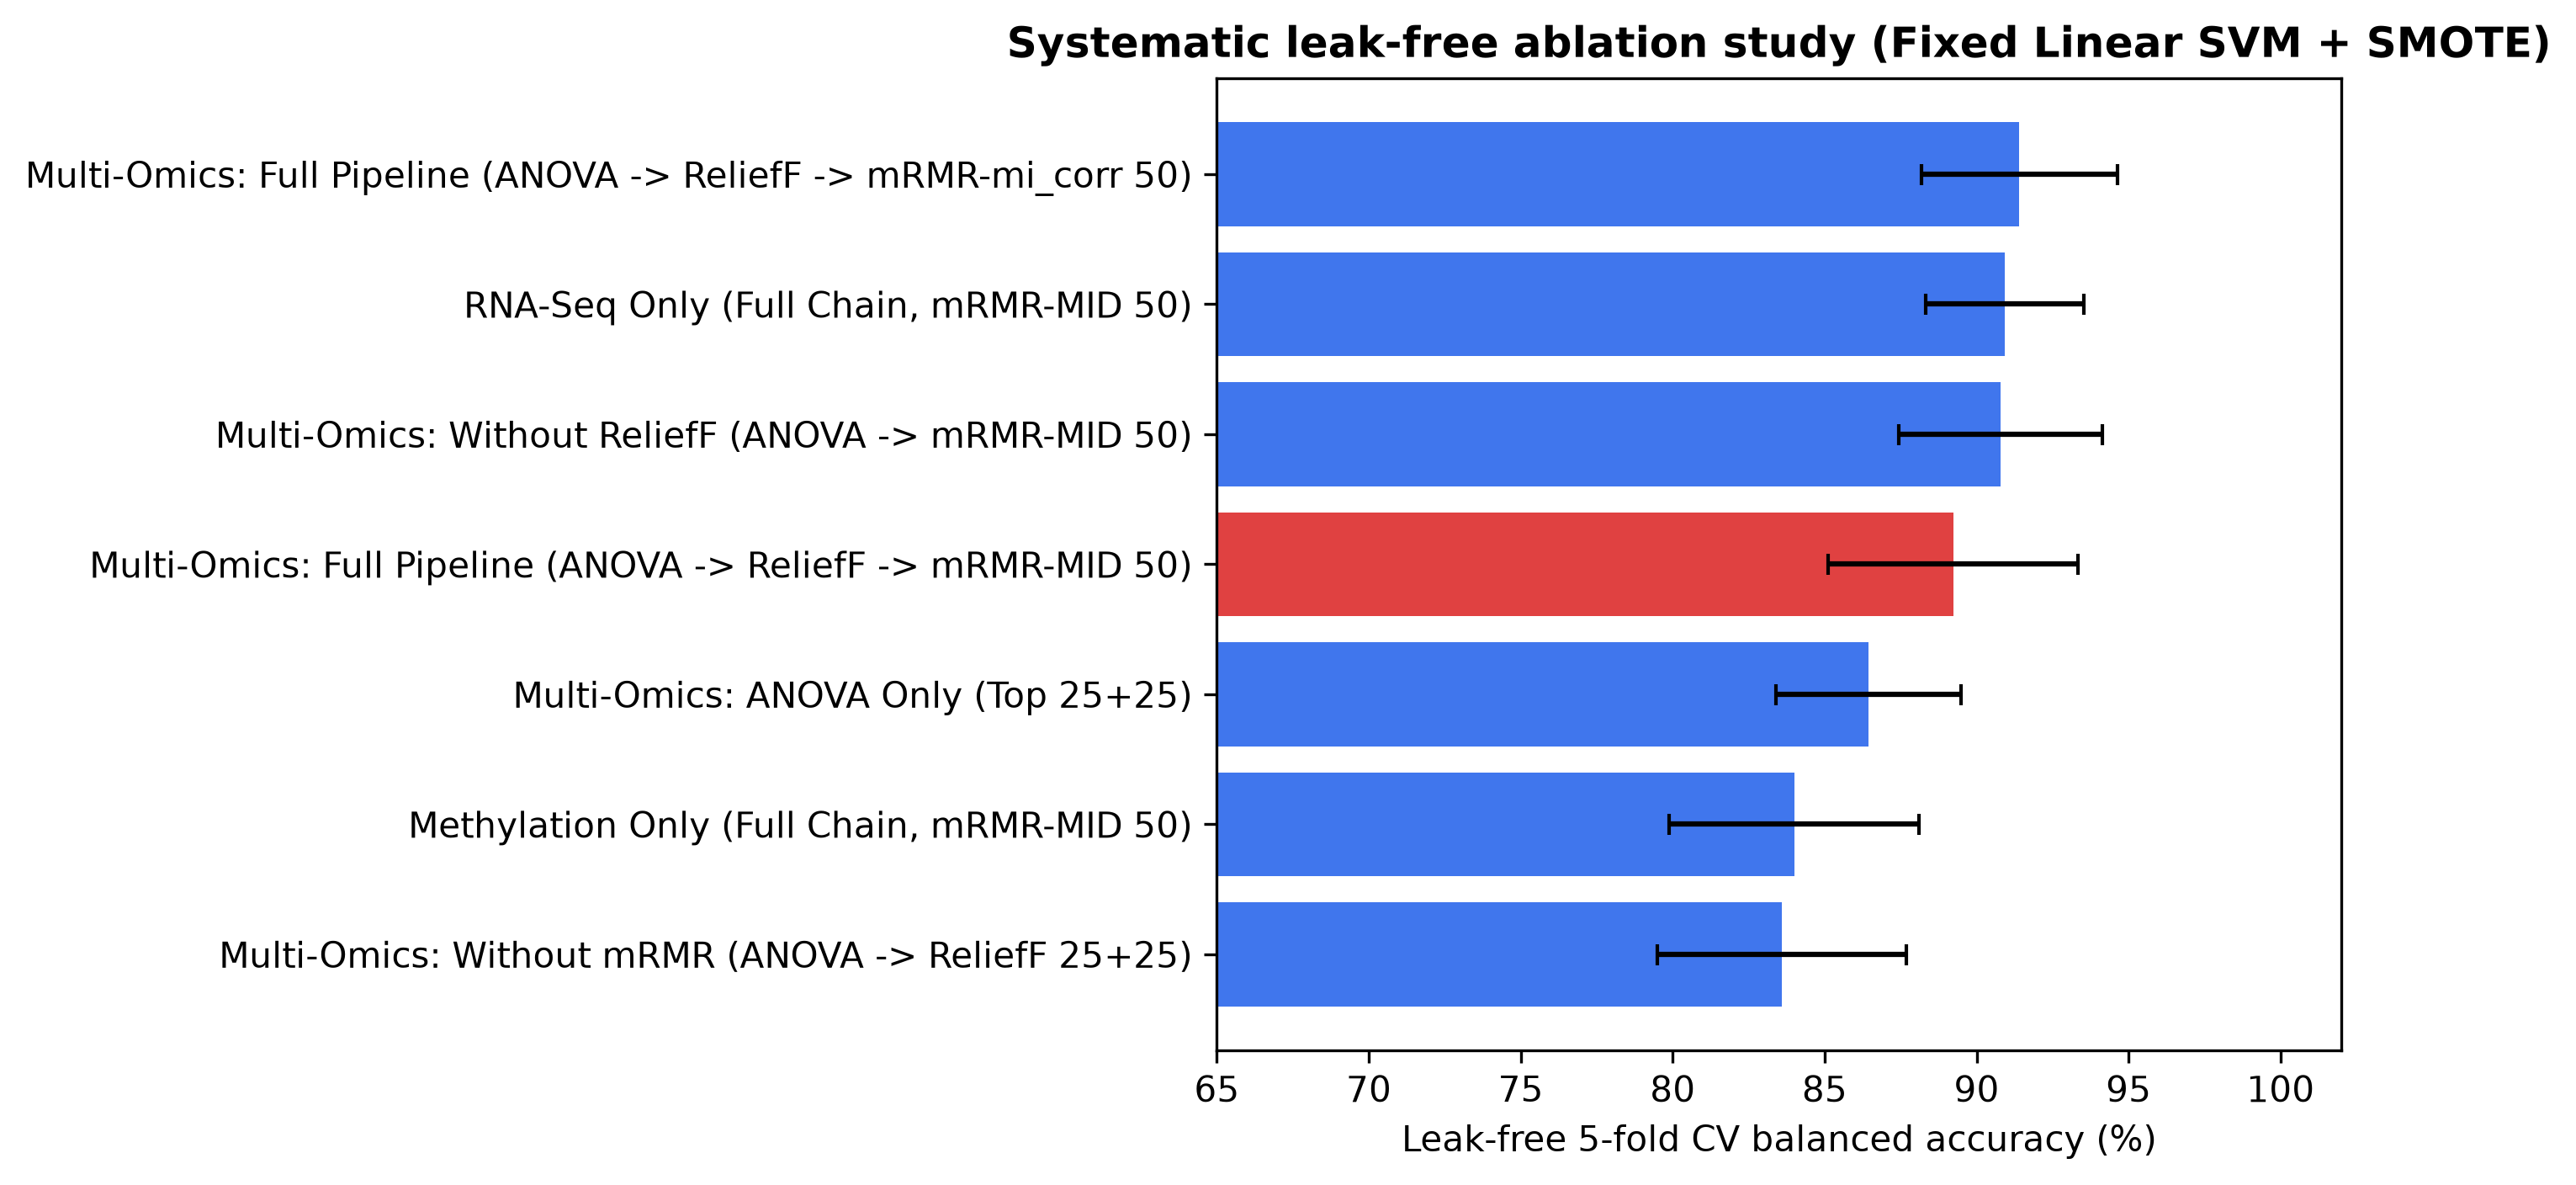 Systematic leak-free ablation study (Fixed Linear SVM + SMOTE)
Multi-Omics: Full Pipeline (ANOVA -> ReliefF -> mRMR-mi_corr 50)
RNA-Seq Only (Full Chain, mRMR-MID 50)
Multi-Omics: Without ReliefF (ANOVA -> mRMR-MID 50)
Multi-Omics: Full Pipeline (ANOVA -> ReliefF -> mRMR-MID 50)
Multi-Omics: ANOVA Only (Top 25+25)
Methylation Only (Full Chain, mRMR-MID 50)
Multi-Omics: Without mRMR (ANOVA -> ReliefF 25+25)
65 70 75 80 85 90 95 100
Leak-free 5-fold CV balanced accuracy (%)